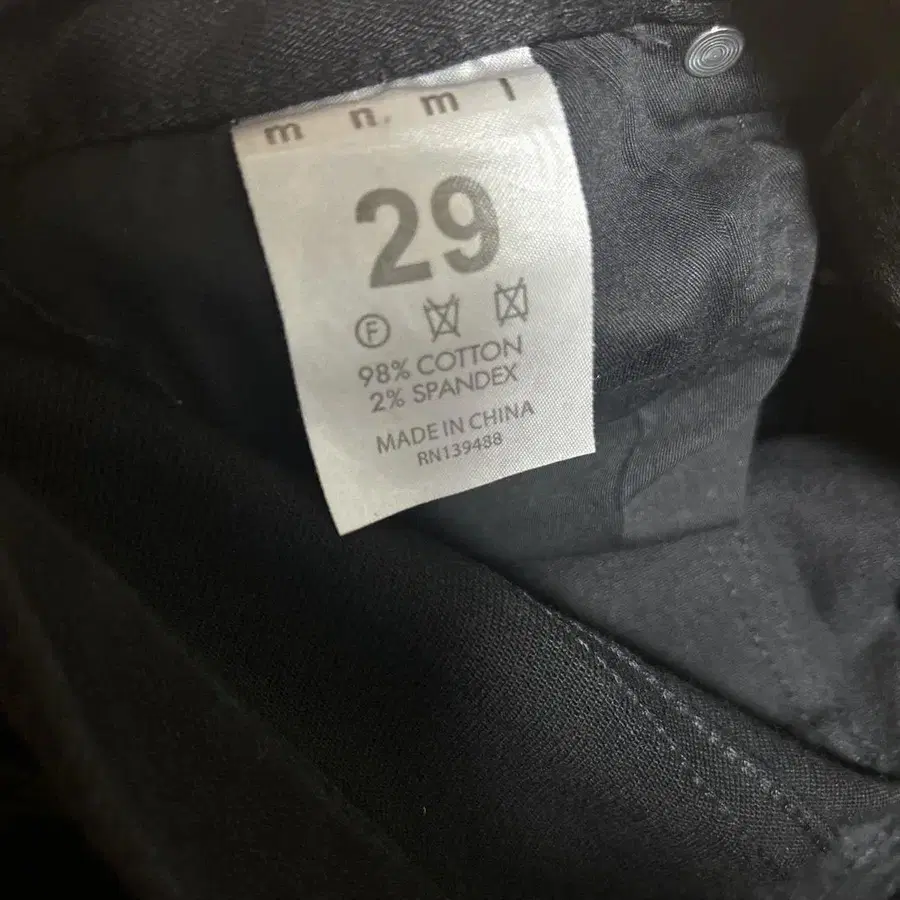 m n. m l
29
F
98% COTTON
2% SPANDEX
MADE IN CHINA
RN139488